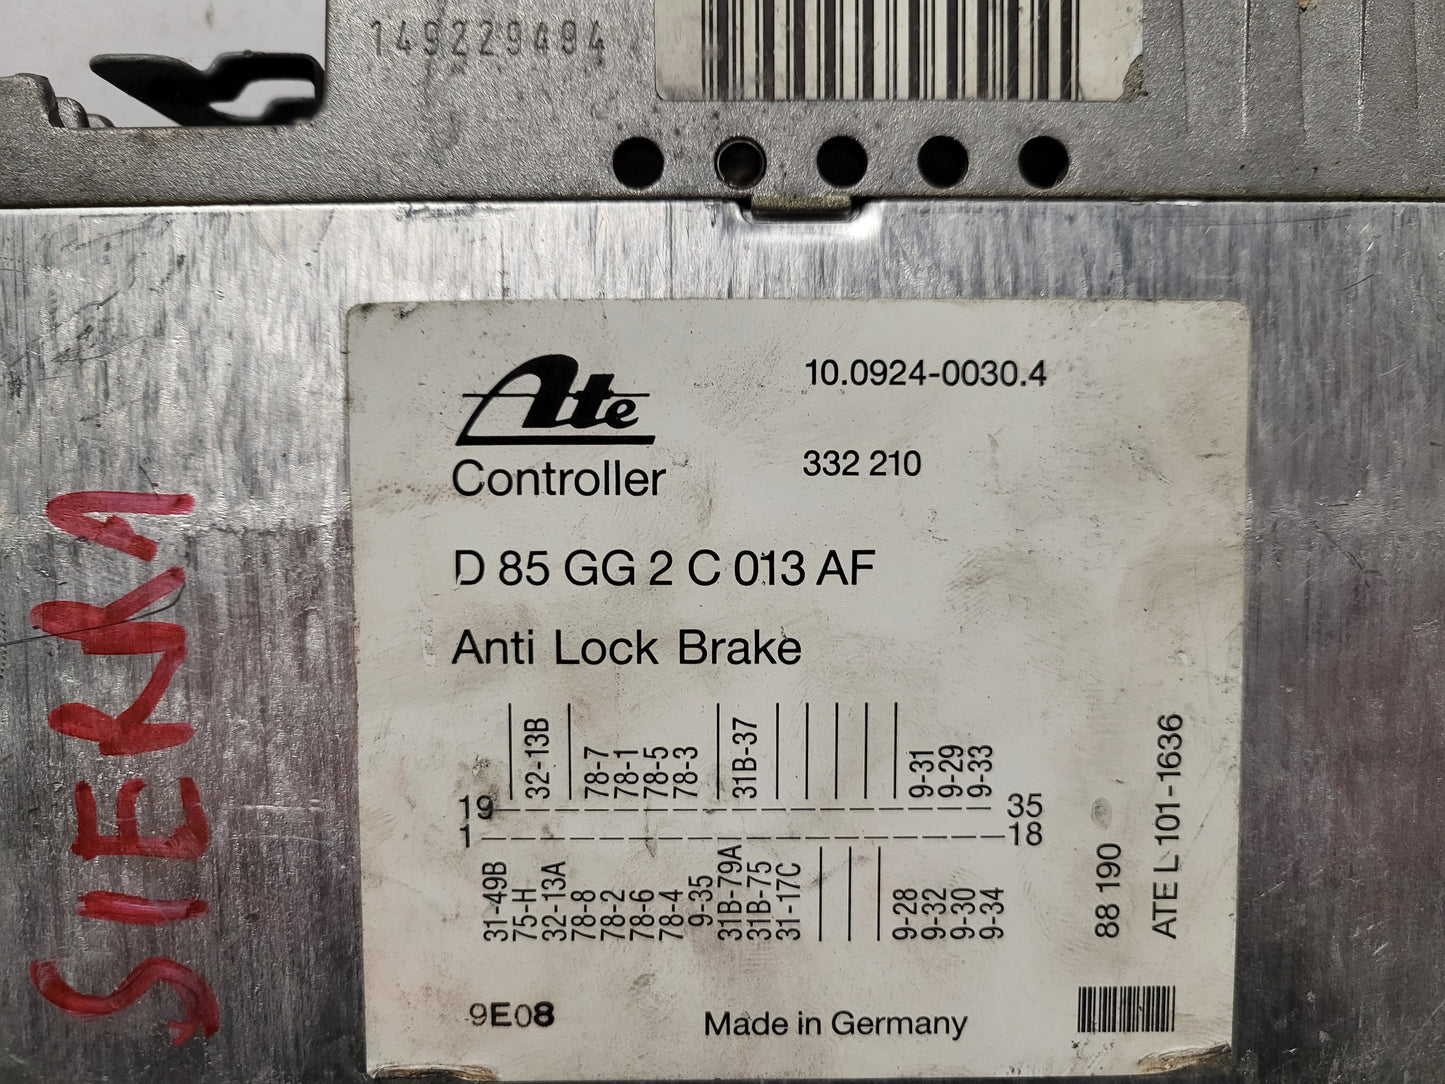 149229484
Ate
10.0924-0030.4
Controller
332 210
D 85 GG 2 C 013 AF
Anti Lock Brake
32-13B
78-7
78-1
78-5
78-3
31B-37
9-31
9-29
9-33
19
35
1
18
31-49B
75-H
32-13A
78-8
78-2
78-6
78-4
9-35
31B-79A
31B-75
31-17C
9-28
9-32
9-30
9-34
88 190
ATE L 101-1636
9E08
Made in Germany
SIERRA